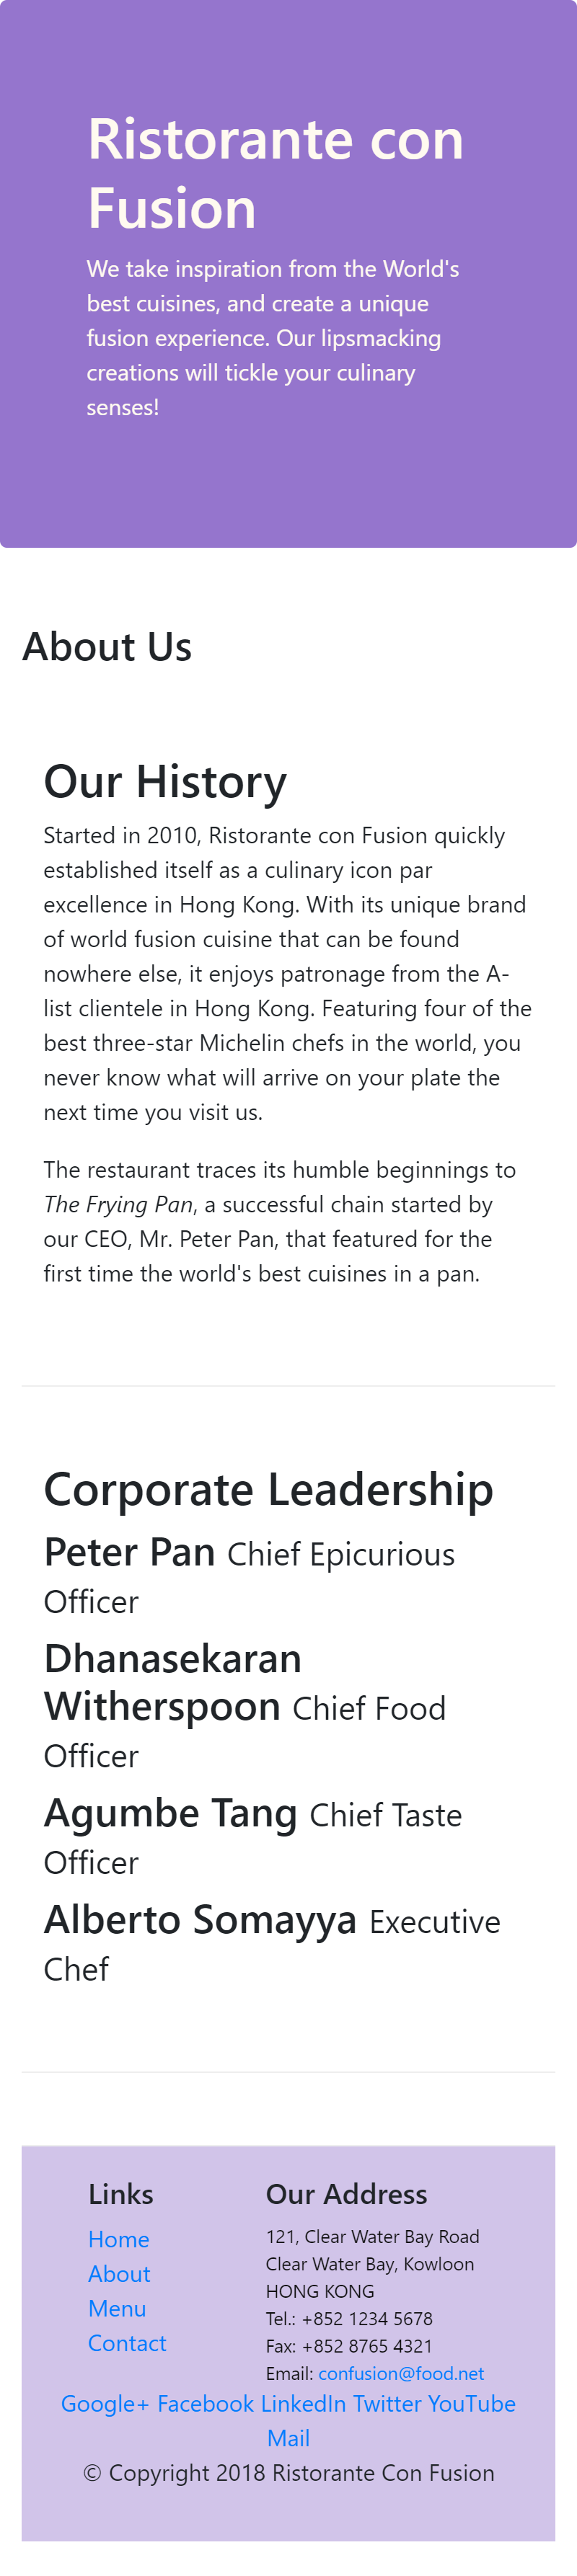 Ristorante con
Fusion
We take inspiration from the World's
best cuisines, and create a unique
fusion experience. Our lipsmacking
creations will tickle your culinary
senses!
About Us
Our History
Started in 2010, Ristorante con Fusion quickly
established itself as a culinary icon par
excellence in Hong Kong. With its unique brand
of world fusion cuisine that can be found
nowhere else, it enjoys patronage from the A-
list clientele in Hong Kong. Featuring four of the
best three-star Michelin chefs in the world, you
never know what will arrive on your plate the
next time you visit us.
The restaurant traces its humble beginnings to
The Frying Pan, a successful chain started by
our CEO, Mr. Peter Pan, that featured for the
first time the world's best cuisines in a pan.
Corporate Leadership
Peter Pan Chief Epicurious
Officer
Dhanasekaran
Witherspoon Chief Food
Officer
Agumbe Tang Chief Taste
Officer
Alberto Somayya Executive
Chef
Links
Home
About
Menu
Contact
Our Address
121, Clear Water Bay Road
Clear Water Bay, Kowloon
HONG KONG
Tel.: +852 1234 5678
Fax: +852 8765 4321
Email: confusion@food.net
Google+ Facebook LinkedIn Twitter YouTube
Mail
© Copyright 2018 Ristorante Con Fusion